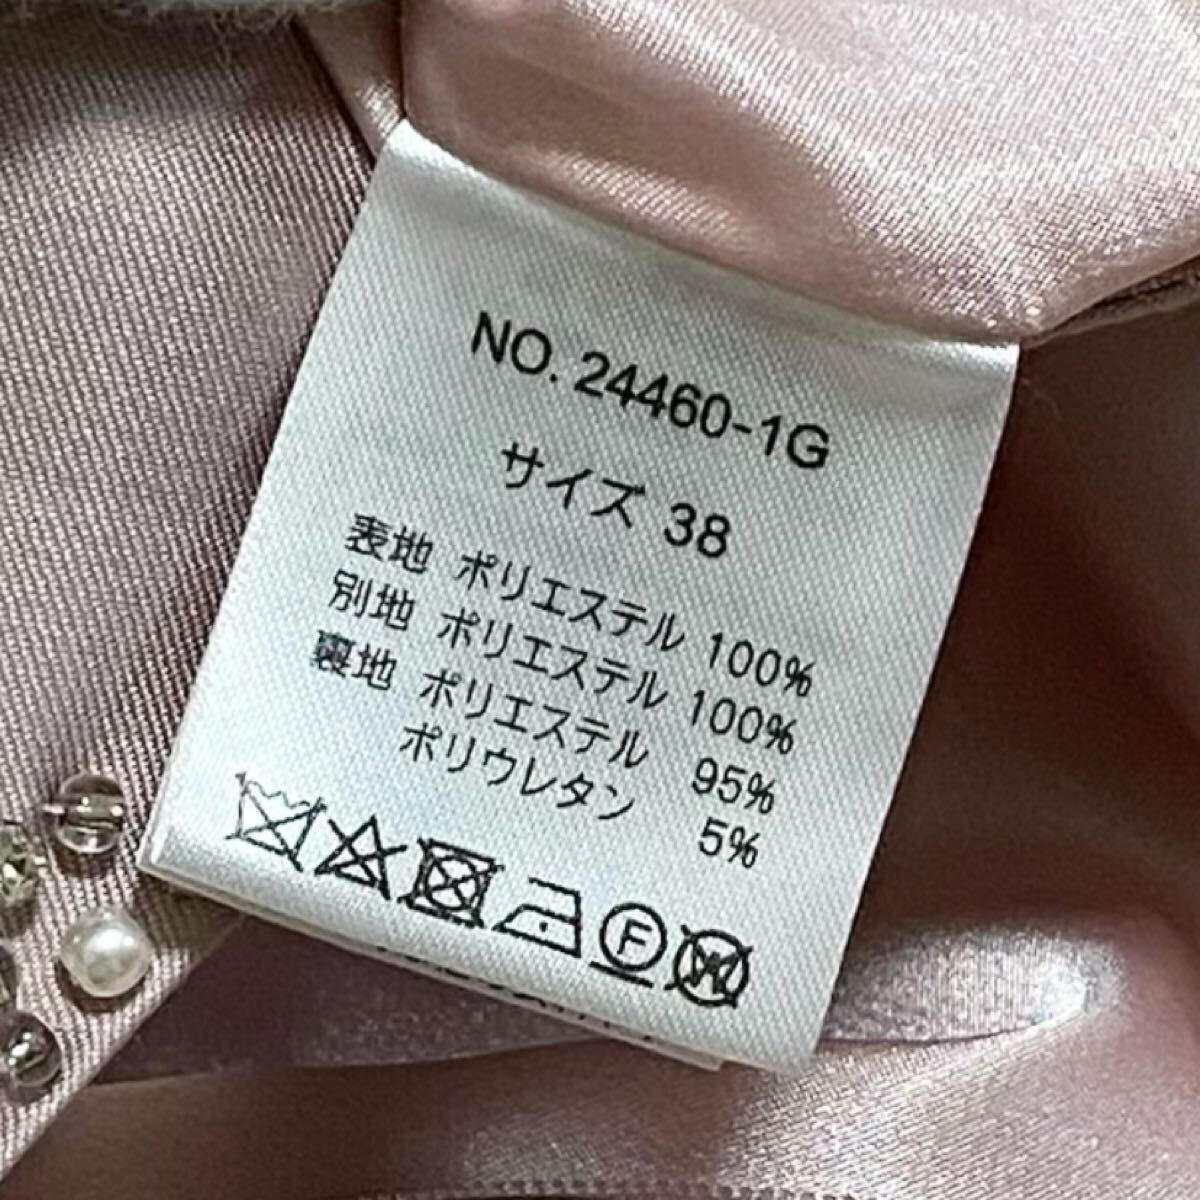 NO. 24460-1G
サイズ 38
表地 ポリエステル 100%
別地 ポリエステル 100%
裏地 ポリエステル 95%
ポリウレタン 5%
F
W